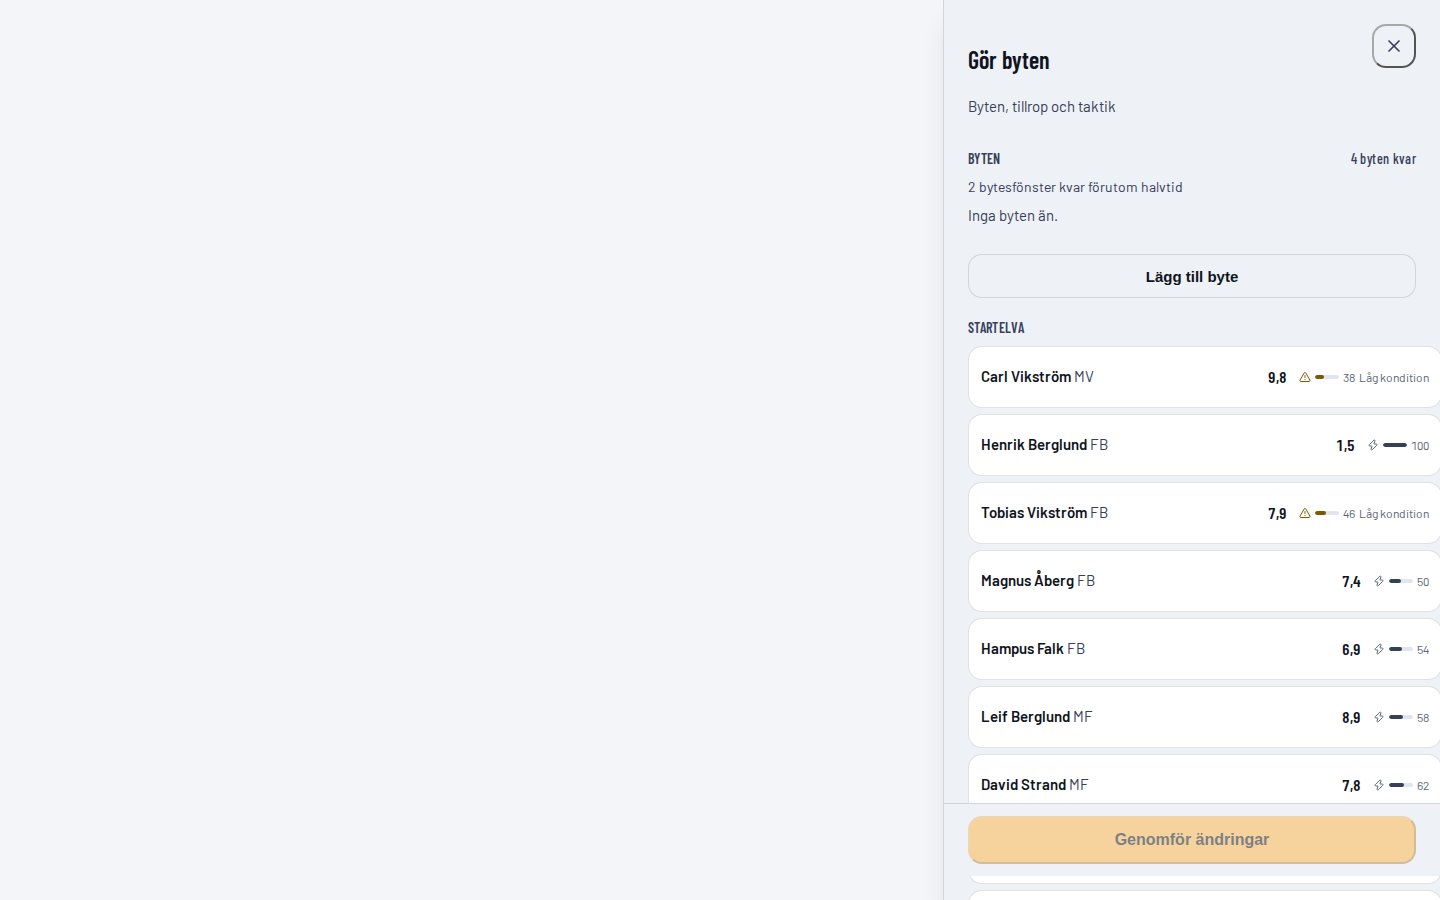 Gör byten
Byten, tillrop och taktik
BYTEN 4 byten kvar
2 bytesfönster kvar förutom halvtid
Inga byten än.
Lägg till byte
STARTELVA
Carl Vikström MV 9,8 38 Låg kondition
Henrik Berglund FB 1,5 100
Tobias Vikström FB 7,9 46 Låg kondition
Magnus Åberg FB 7,4 50
Hampus Falk FB 6,9 54
Leif Berglund MF 8,9 58
David Strand MF 7,8 62
Genomför ändringar